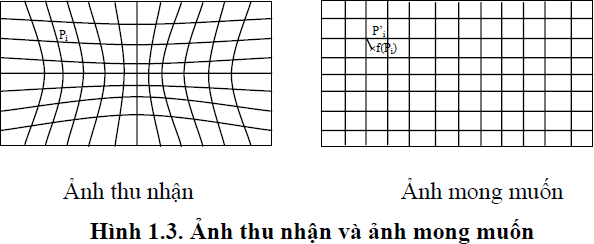 P'i
Pi
×f(Pi)
Ảnh thu nhận
Ảnh mong muốn
Hình 1.3. Ảnh thu nhận và ảnh mong muốn